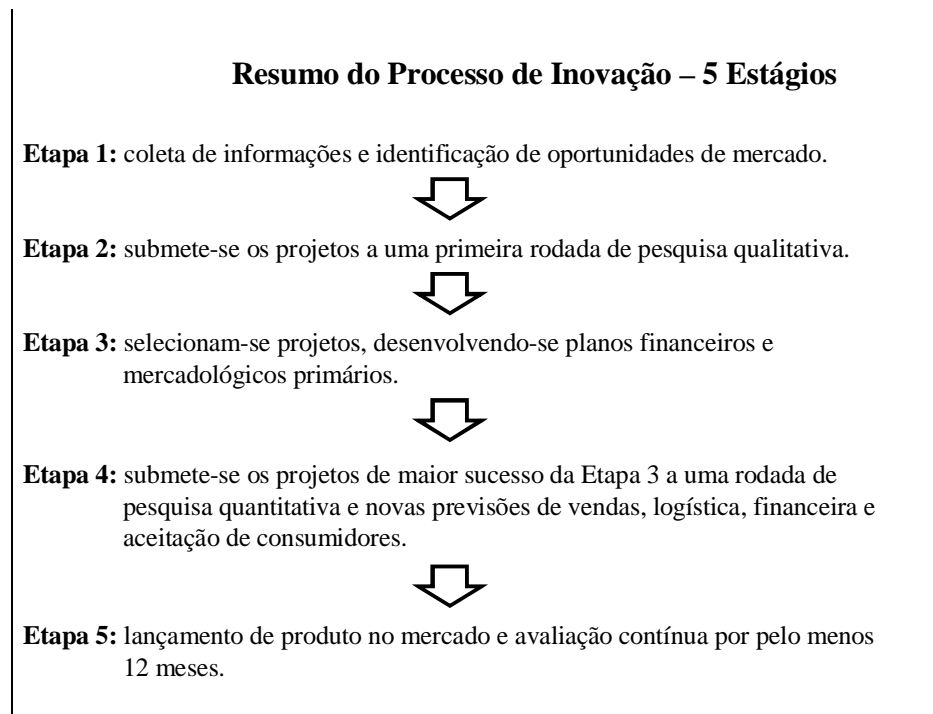 Resumo do Processo de Inovação – 5 Estágios
Etapa 1: coleta de informações e identificação de oportunidades de mercado.
Etapa 2: submete-se os projetos a uma primeira rodada de pesquisa qualitativa.
Etapa 3: selecionam-se projetos, desenvolvendo-se planos financeiros e
mercadológicos primários.
Etapa 4: submete-se os projetos de maior sucesso da Etapa 3 a uma rodada de
pesquisa quantitativa e novas previsões de vendas, logística, financeira e
aceitação de consumidores.
Etapa 5: lançamento de produto no mercado e avaliação contínua por pelo menos
12 meses.